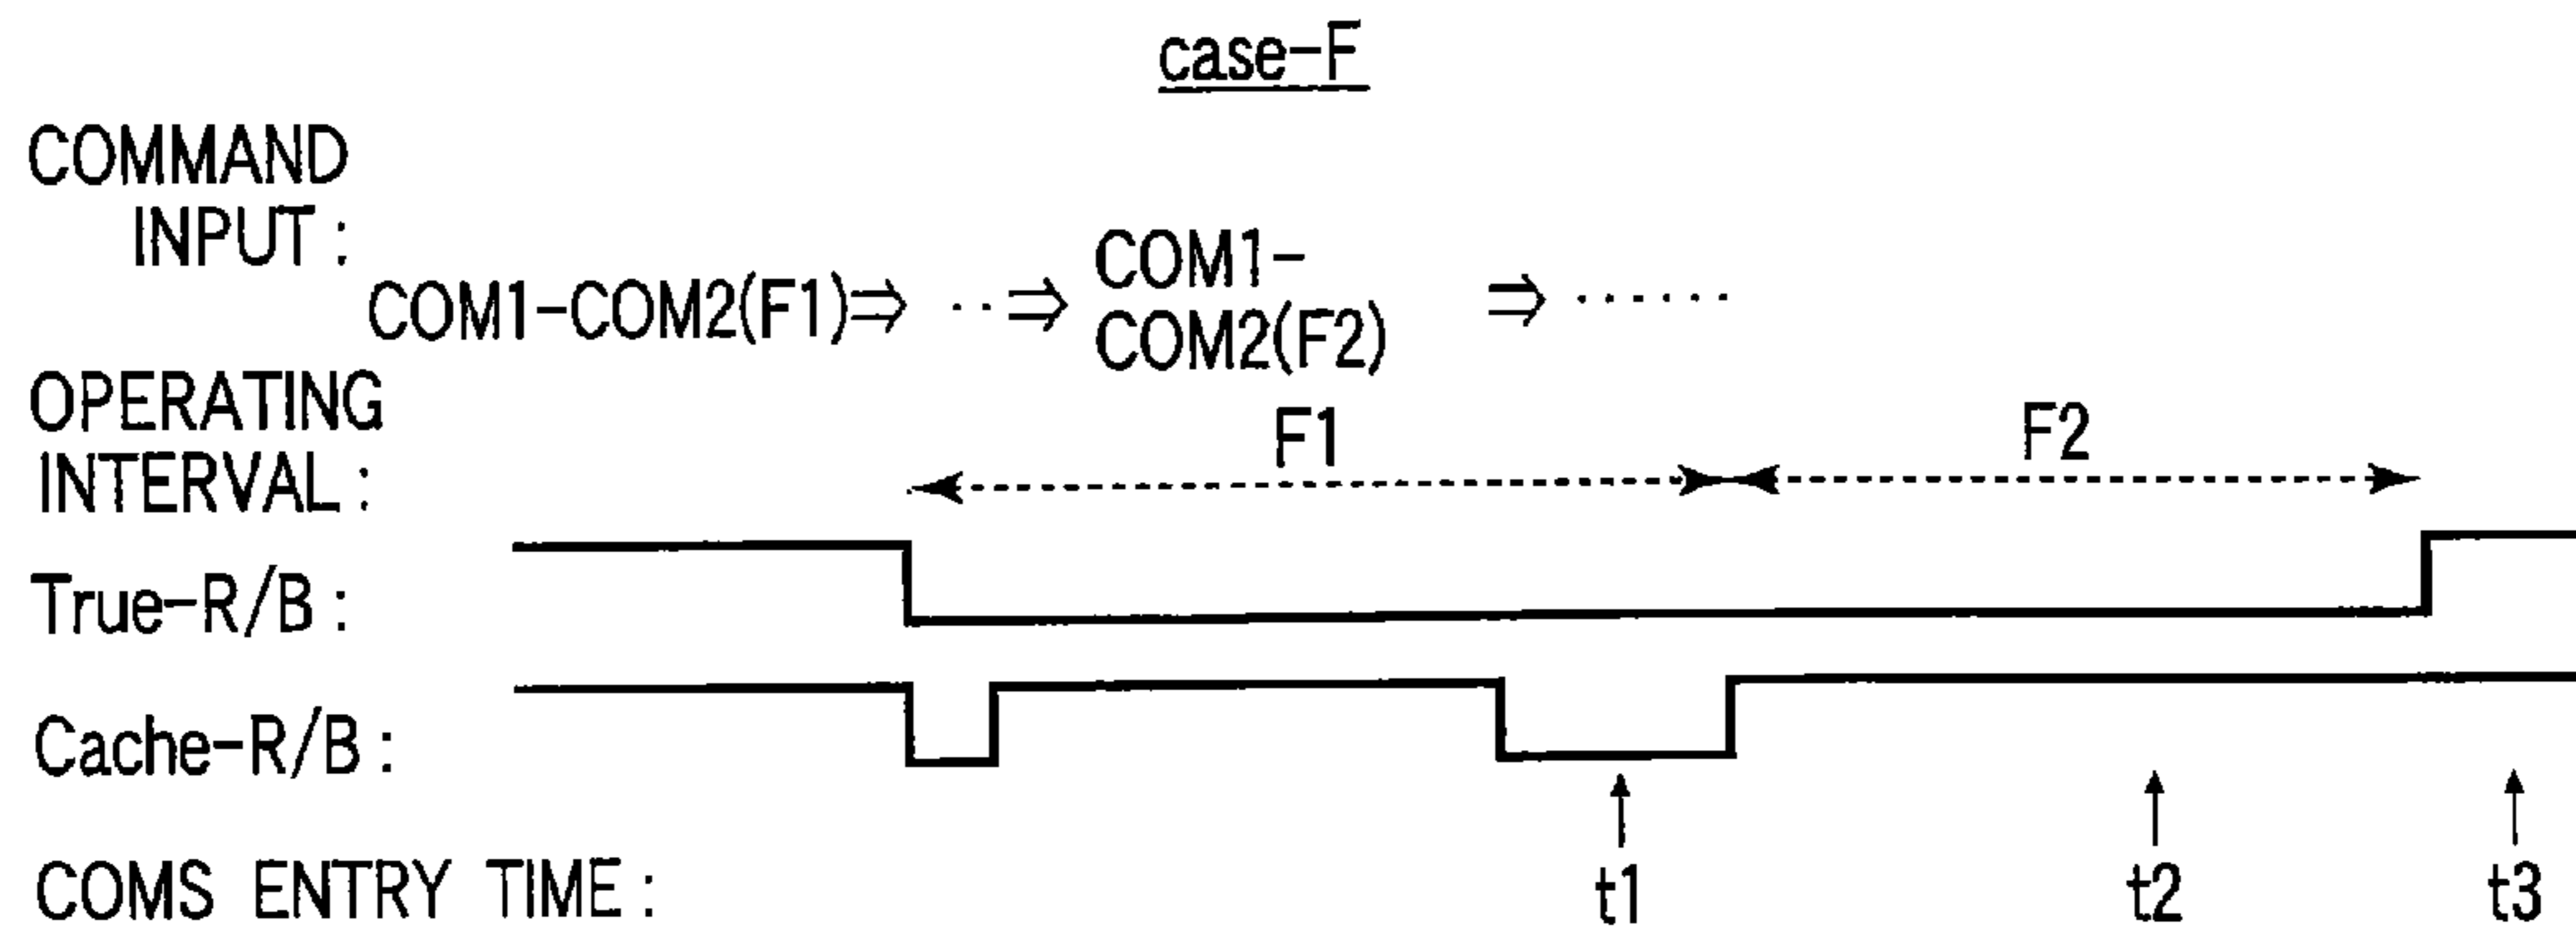 case-F
COMMAND
INPUT :
COM1-COM2(F1)⇒ ‥⇒ COM1- ⇒ ······
COM2(F2)
OPERATING
INTERVAL :
F1 F2
True-R/B :
Cache-R/B :
COMS ENTRY TIME : t1 t2 t3